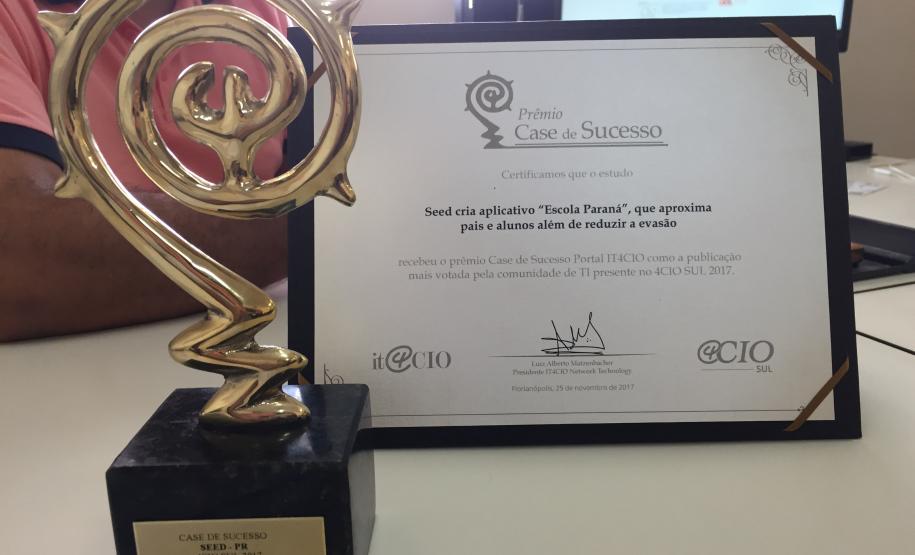 Prêmio
Case de Sucesso
Certificamos que o estudo
Seed cria aplicativo “Escola Paraná”, que aproxima
pais e alunos além de reduzir a evasão
recebeu o prêmio Case de Sucesso Portal IT4CIO como a publicação
mais votada pela comunidade de TI presente no 4CIO SUL 2017.
it4CIO
Luiz Alberto Matzenbacher
Presidente IT4CIO Network Technology
Florianópolis, 25 de novembro de 2017
4CIO
SUL
CASE DE SUCESSO
SEED - PR